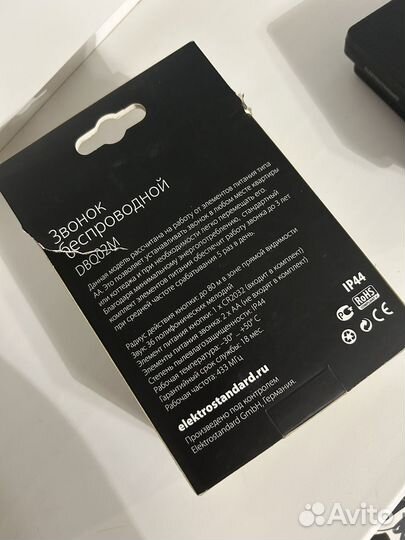 Звонок
беспроводной
DBQ02M
Данная модель рассчитана на работу от элементов питания типа
АА. Это позволяет устанавливать звонок в любом месте квартиры
или коттеджа и при необходимости легко перемещать его.
Благодаря минимальному энергопотреблению, стандартный
комплект элементов питания обеспечит работу звонка до 3 лет
при средней частоте срабатывания 5 раз в день.
Радиус действия кнопки: до 80 м в зоне прямой видимости
Звук: 36 полифонических мелодий
Элемент питания кнопки: 1 x CR2032 (входит в комплект)
Элементы питания звонка: 2 x АА (не входят в комплект)
Степень пылевлагозащищенности: IP44
Рабочая температура: -30° – +50° С
Гарантийный срок службы: 18 мес.
Рабочая частота: 433 МГц
IP44
RoHS
elektrostandard.ru
Произведено под контролем
Elektrostandard GmbH, Германия.
Avito